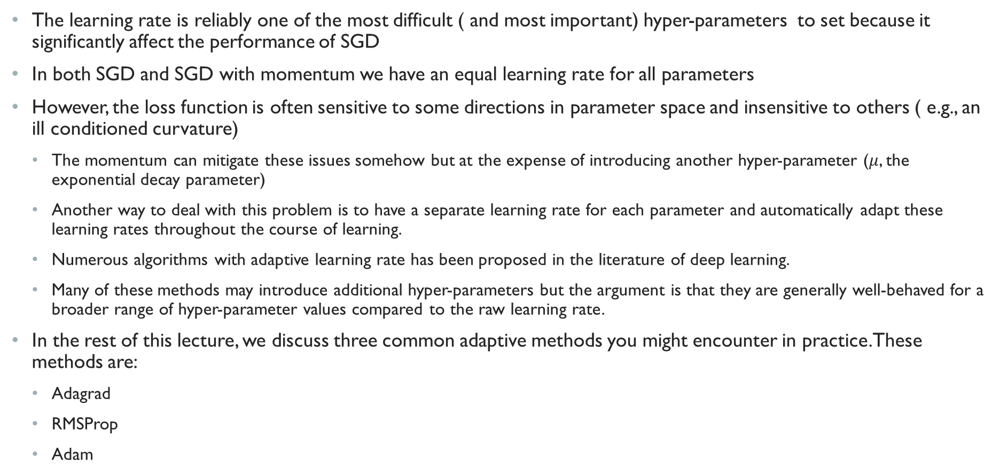 • The learning rate is reliably one of the most difficult ( and most important) hyper-parameters to set because it
significantly affect the performance of SGD
• In both SGD and SGD with momentum we have an equal learning rate for all parameters
• However, the loss function is often sensitive to some directions in parameter space and insensitive to others ( e.g., an
ill conditioned curvature)
• The momentum can mitigate these issues somehow but at the expense of introducing another hyper-parameter (μ, the
exponential decay parameter)
• Another way to deal with this problem is to have a separate learning rate for each parameter and automatically adapt these
learning rates throughout the course of learning.
• Numerous algorithms with adaptive learning rate has been proposed in the literature of deep learning.
• Many of these methods may introduce additional hyper-parameters but the argument is that they are generally well-behaved for a
broader range of hyper-parameter values compared to the raw learning rate.
• In the rest of this lecture, we discuss three common adaptive methods you might encounter in practice. These
methods are:
• Adagrad
• RMSProp
• Adam